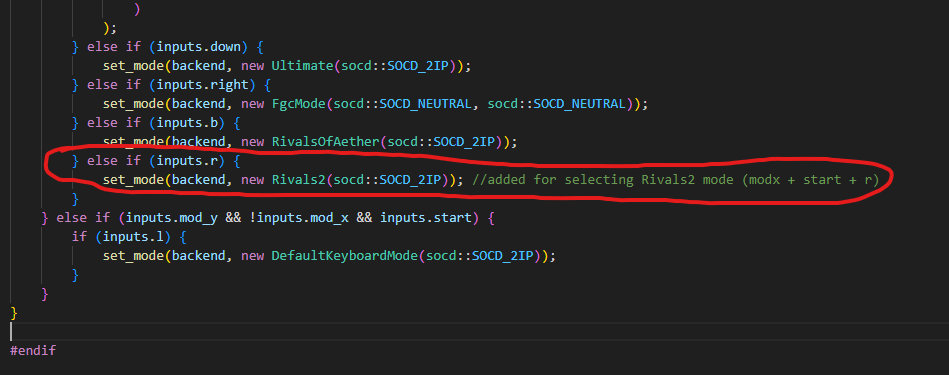 )
);
} else if (inputs.down) {
set_mode(backend, new Ultimate(socd::SOCD_2IP));
} else if (inputs.right) {
set_mode(backend, new FgcMode(socd::SOCD_NEUTRAL, socd::SOCD_NEUTRAL));
} else if (inputs.b) {
set_mode(backend, new RivalsOfAether(socd::SOCD_2IP));
} else if (inputs.r) {
set_mode(backend, new Rivals2(socd::SOCD_2IP)); //added for selecting Rivals2 mode (modx + start + r)
}
} else if (inputs.mod_y && !inputs.mod_x && inputs.start) {
if (inputs.l) {
set_mode(backend, new DefaultKeyboardMode(socd::SOCD_2IP));
}
}
}
#endif